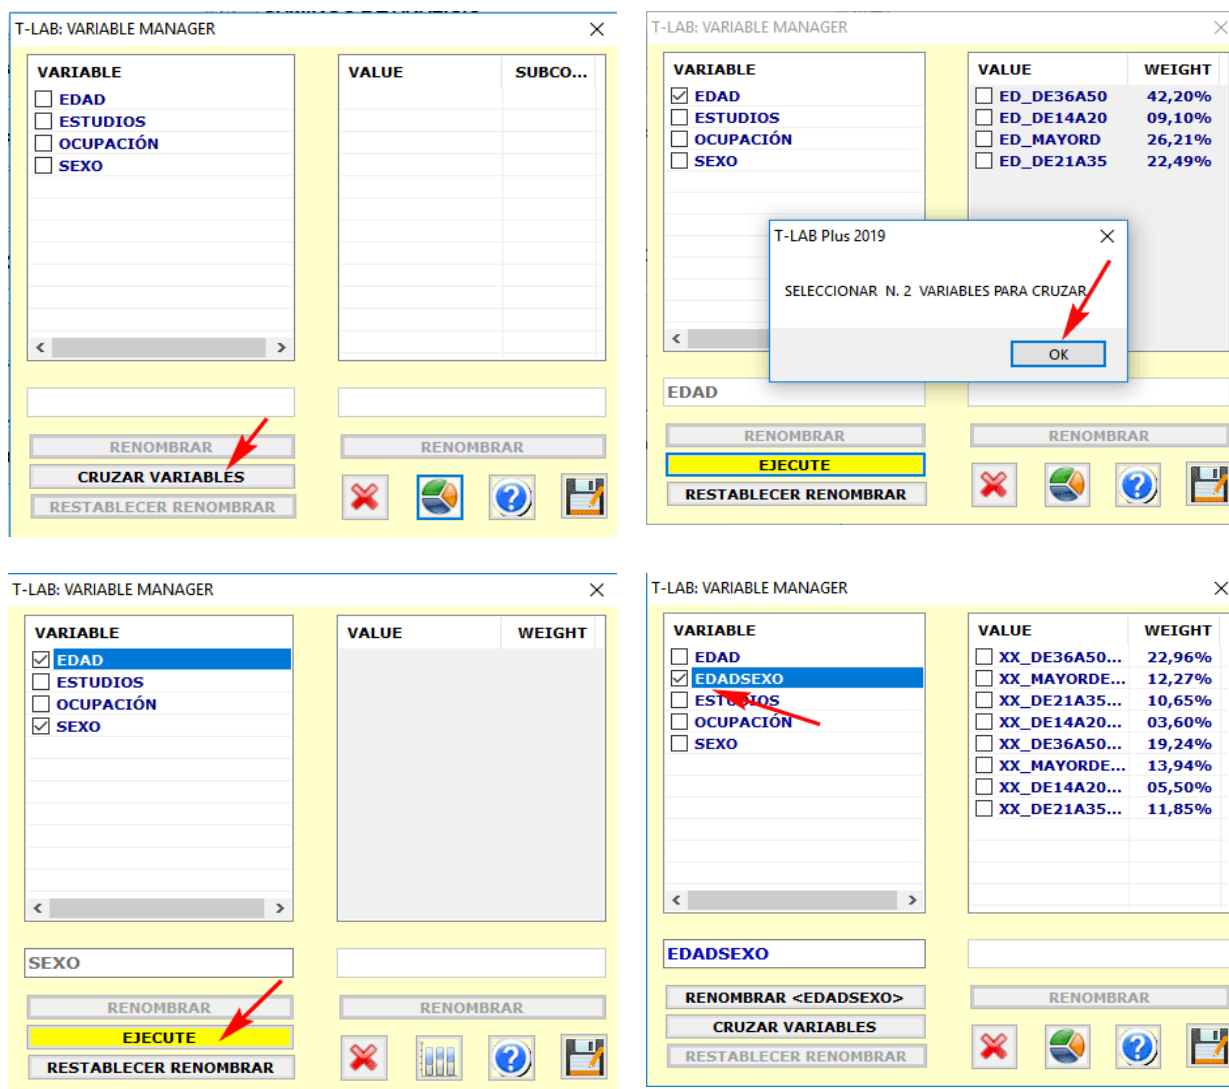 T-LAB: VARIABLE MANAGER
VARIABLE
EDAD
ESTUDIOS
OCUPACIÓN
SEXO
VALUE SUBCO...
RENOMBRAR
CRUZAR VARIABLES
RESTABLECER RENOMBRAR
RENOMBRAR
T-LAB: VARIABLE MANAGER
VARIABLE
EDAD
ESTUDIOS
OCUPACIÓN
SEXO
VALUE WEIGHT
ED_DE36A50 42,20%
ED_DE14A20 09,10%
ED_MAYORD 26,21%
ED_DE21A35 22,49%
T-LAB Plus 2019
SELECCIONAR N. 2 VARIABLES PARA CRUZAR
OK
EDAD
RENOMBRAR
EJECUTE
RESTABLECER RENOMBRAR
RENOMBRAR
T-LAB: VARIABLE MANAGER
VARIABLE
EDAD
ESTUDIOS
OCUPACIÓN
SEXO
VALUE WEIGHT
SEXO
RENOMBRAR
EJECUTE
RESTABLECER RENOMBRAR
RENOMBRAR
T-LAB: VARIABLE MANAGER
VARIABLE
EDAD
EDADSEXO
ESTUDIOS
OCUPACIÓN
SEXO
VALUE WEIGHT
XX_DE36A50... 22,96%
XX_MAYORDE... 12,27%
XX_DE21A35... 10,65%
XX_DE14A20... 03,60%
XX_DE36A50... 19,24%
XX_MAYORDE... 13,94%
XX_DE14A20... 05,50%
XX_DE21A35... 11,85%
EDADSEXO
RENOMBRAR <EDADSEXO>
CRUZAR VARIABLES
RESTABLECER RENOMBRAR
RENOMBRAR